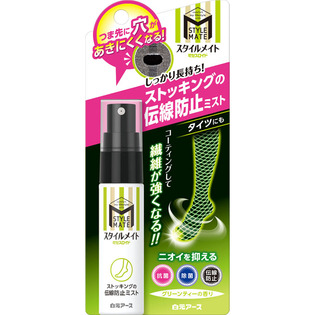 つま先に穴が
あきにくくなる!
STYLE
MATE
スタイルメイト
しっかり長持ち!
ストッキングの
伝線防止ミスト
タイツにも
コーティングして
繊維が強くなる!!
STYLE
MATE
スタイルメイト
ストッキングの
伝線防止ミスト
ニオイを抑える
抗菌
除菌
伝線防止
グリーンティーの香り
白元アース
白元アース